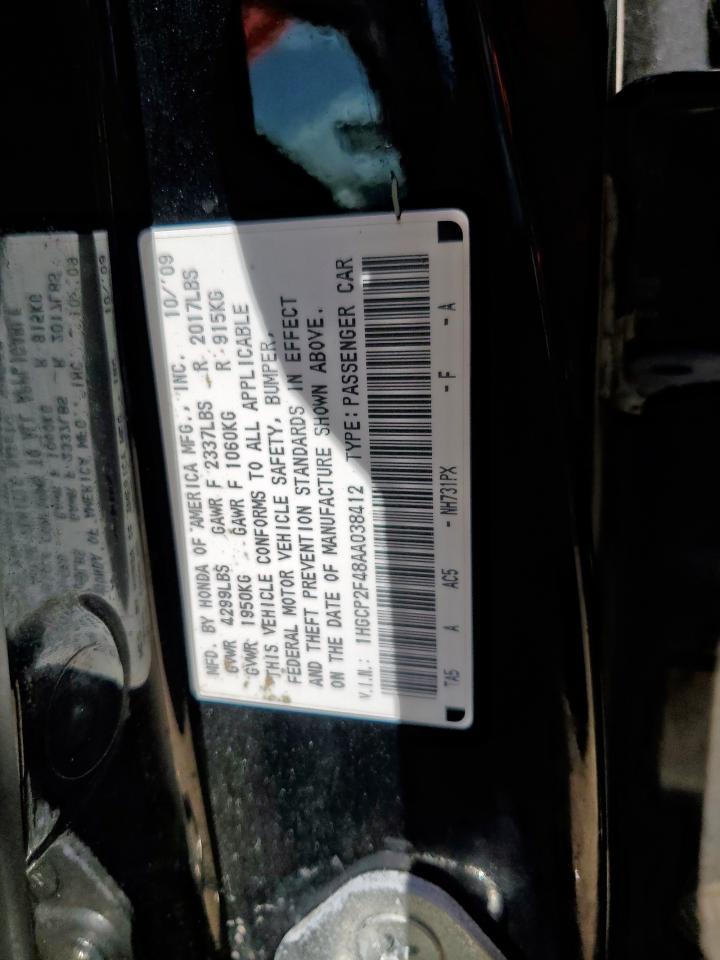 MFD. BY HONDA OF AMERICA MFG., INC. 10/'09
GVWR 4299LBS GAWR F 2337LBS R 2017LBS
GVWR 1950KG GAWR F 1060KG R 915KG
THIS VEHICLE CONFORMS TO ALL APPLICABLE
FEDERAL MOTOR VEHICLE SAFETY, BUMPER,
AND THEFT PREVENTION STANDARDS IN EFFECT
ON THE DATE OF MANUFACTURE SHOWN ABOVE.
V.I.N.: 1HGCP2F48AA038412 TYPE: PASSENGER CAR
TA5 A AC5 - NH731PX - F - A